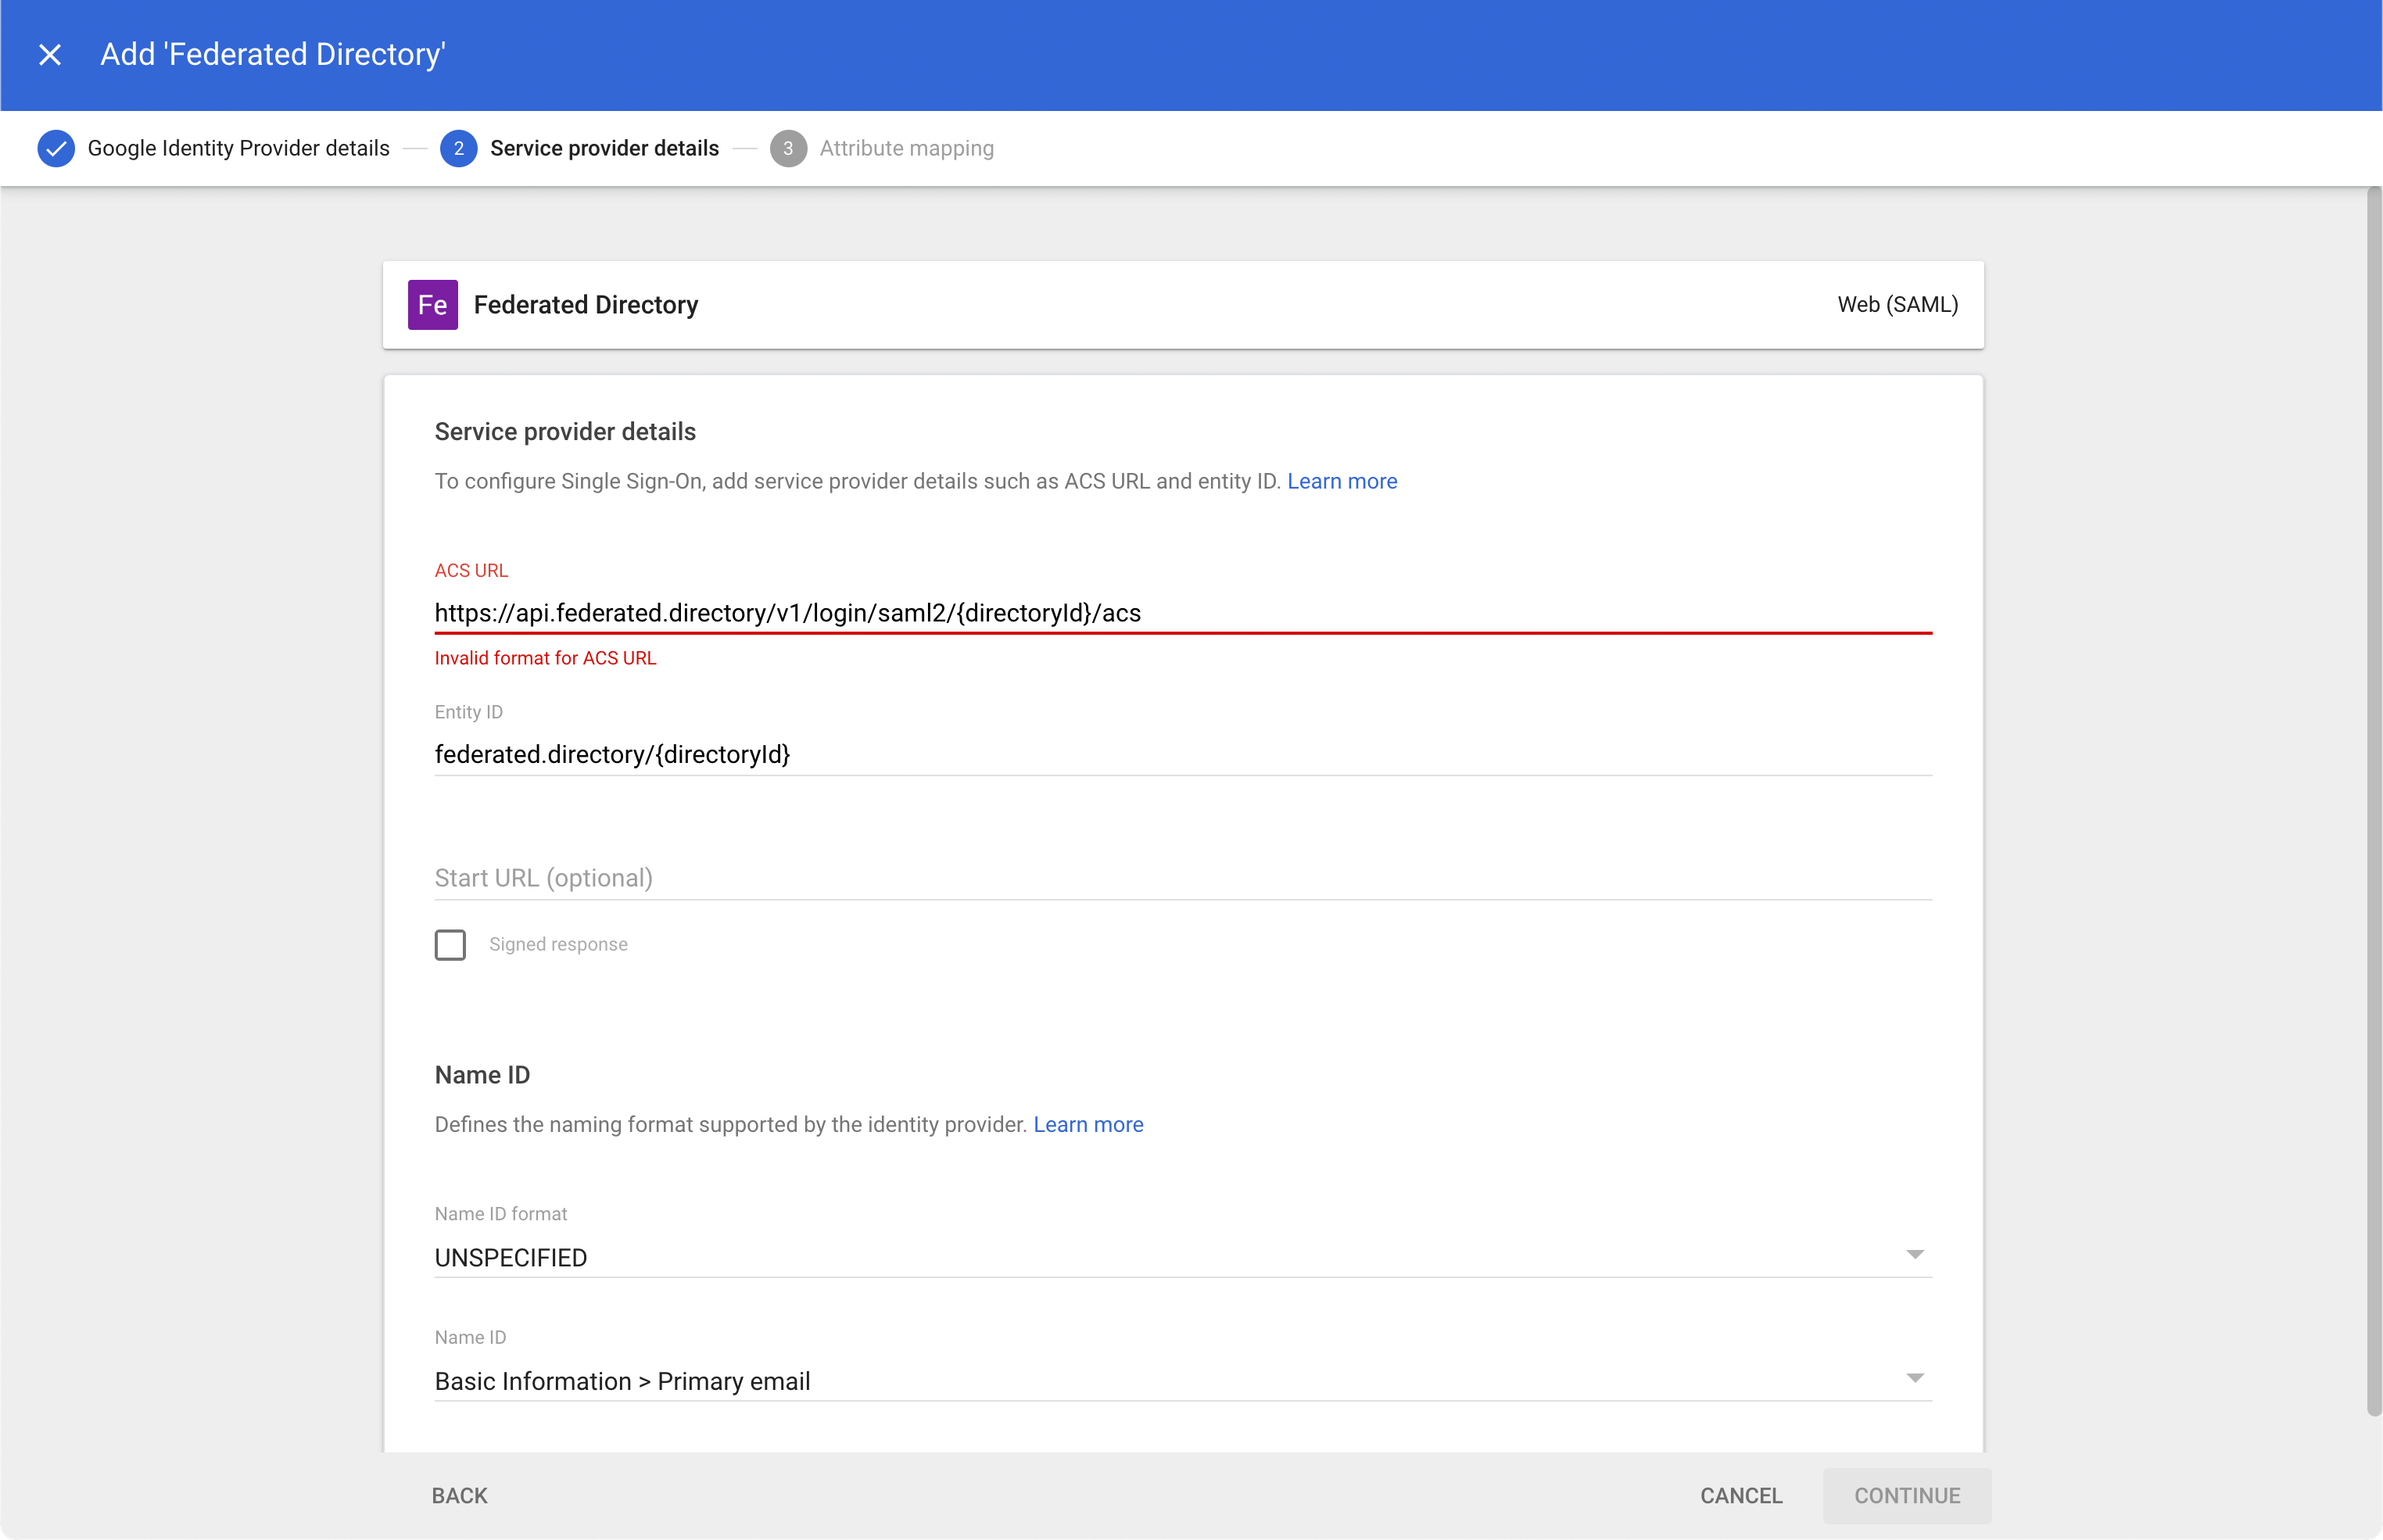 Add 'Federated Directory'
Google Identity Provider details
2 Service provider details
3 Attribute mapping
Fe Federated Directory
Web (SAML)
Service provider details
To configure Single Sign-On, add service provider details such as ACS URL and entity ID. Learn more
ACS URL
https://api.federated.directory/v1/login/saml2/{directoryId}/acs
Invalid format for ACS URL
Entity ID
federated.directory/{directoryId}
Start URL (optional)
Signed response
Name ID
Defines the naming format supported by the identity provider. Learn more
Name ID format
UNSPECIFIED
Name ID
Basic Information > Primary email
BACK
CANCEL
CONTINUE